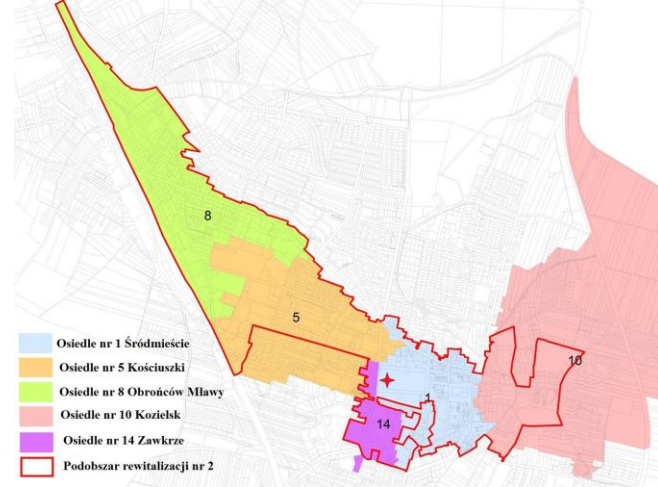 8
5
10
1
14
Osiedle nr 1 Śródmieście
Osiedle nr 5 Kościuszki
Osiedle nr 8 Obrońców Mławy
Osiedle nr 10 Kozielsk
Osiedle nr 14 Zawkrze
Podobszar rewitalizacji nr 2